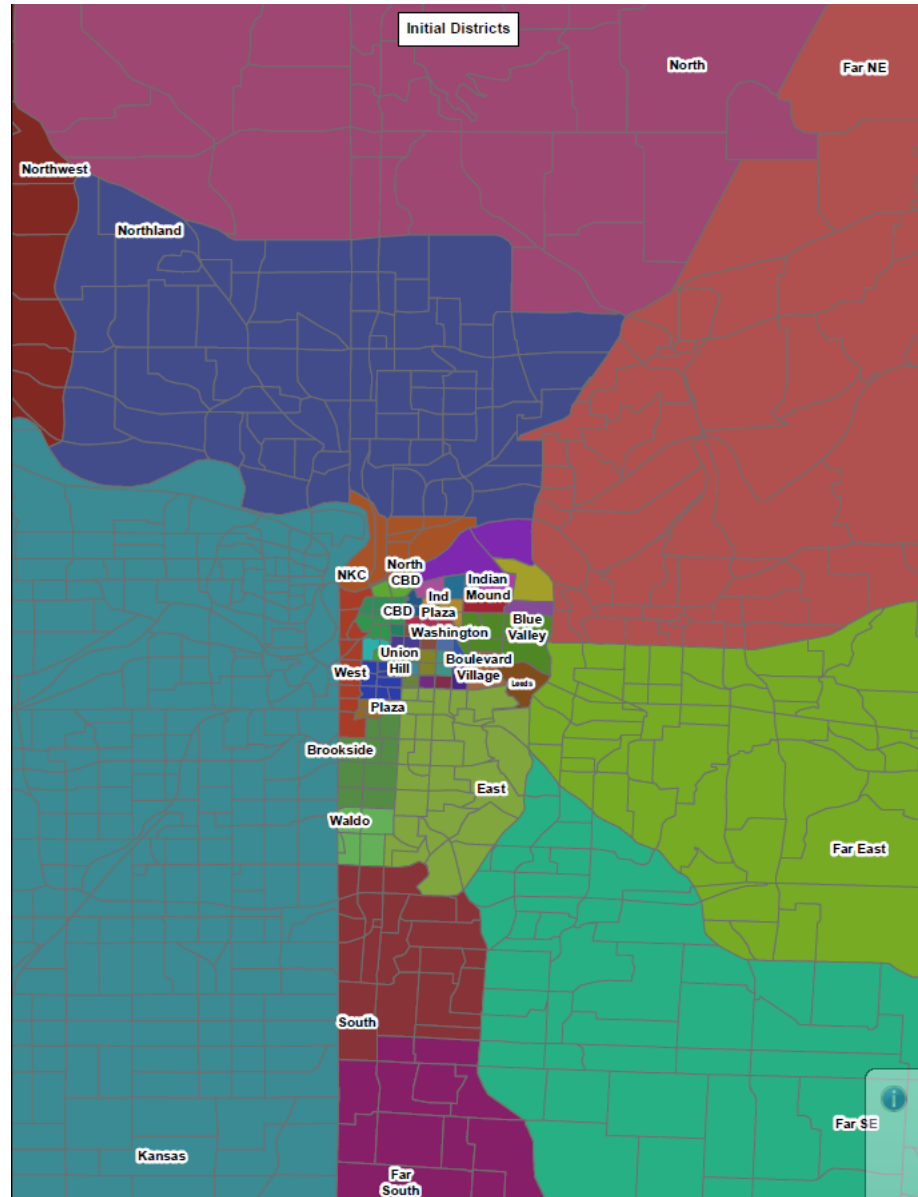 Initial Districts
North
Far NE
Northwest
Northland
NKC
North
CBD
Indian
Mound
Ind
Plaza
CBD
Blue
Valley
Washington
Union
Hill
Boulevard
Village
West
Leeds
Plaza
Brookside
East
Waldo
Far East
South
i
Far SE
Kansas
Far
South